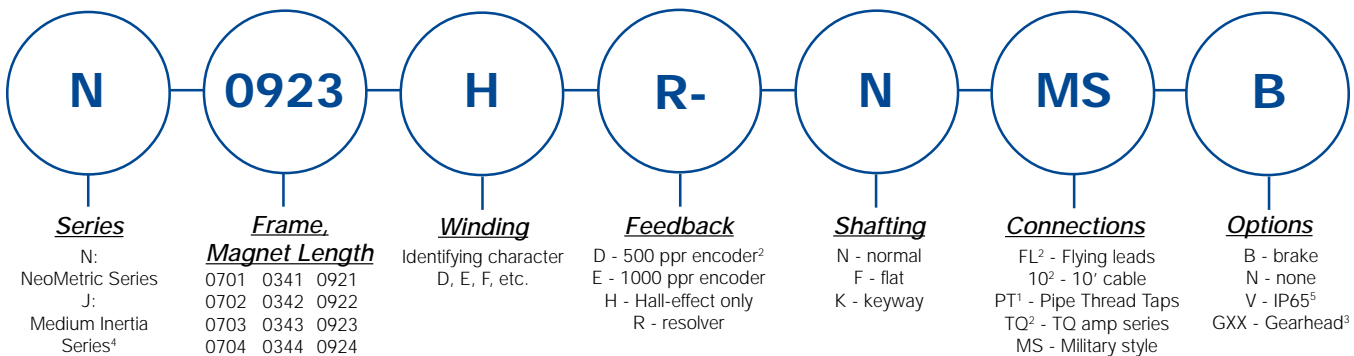 N 0923 H R- N MS B
Series
N:
NeoMetric Series
J:
Medium Inertia
Series⁴
Frame,
Magnet Length
0701 0341 0921
0702 0342 0922
0703 0343 0923
0704 0344 0924
Winding
Identifying character
D, E, F, etc.
Feedback
D - 500 ppr encoder²
E - 1000 ppr encoder
H - Hall-effect only
R - resolver
Shafting
N - normal
F - flat
K - keyway
Connections
FL² - Flying leads
10² - 10’ cable
PT¹ - Pipe Thread Taps
TQ² - TQ amp series
MS - Military style
Options
B - brake
N - none
V - IP65⁵
GXX - Gearhead³